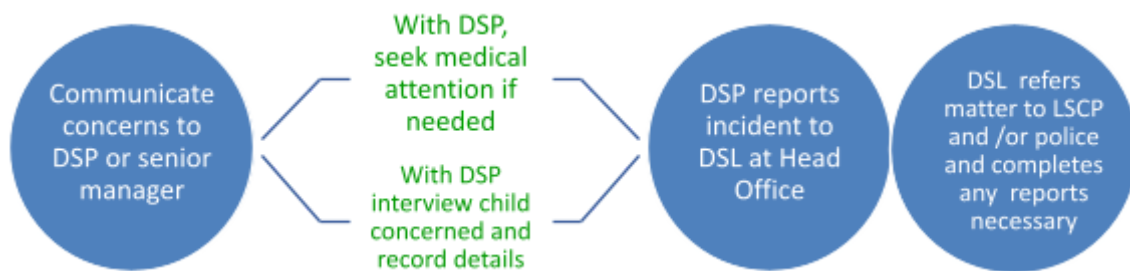 Communicate
concerns to
DSP or senior
manager
With DSP,
seek medical
attention if
needed
With DSP
interview child
concerned and
record details
DSP reports
incident to
DSL at Head
Office
DSL refers
matter to LSCP
and /or police
and completes
any reports
necessary